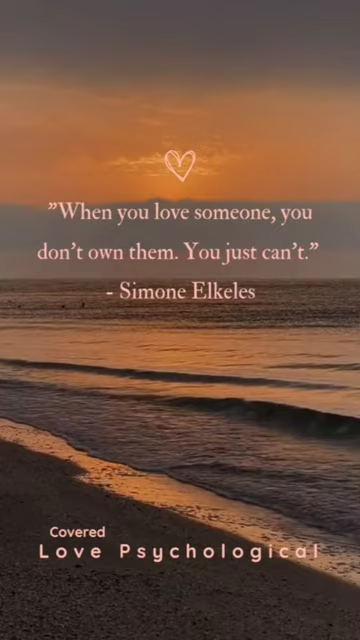 ”When you love someone, you
don’t own them. You just can’t.”
- Simone Elkeles
Covered
Love Psychological